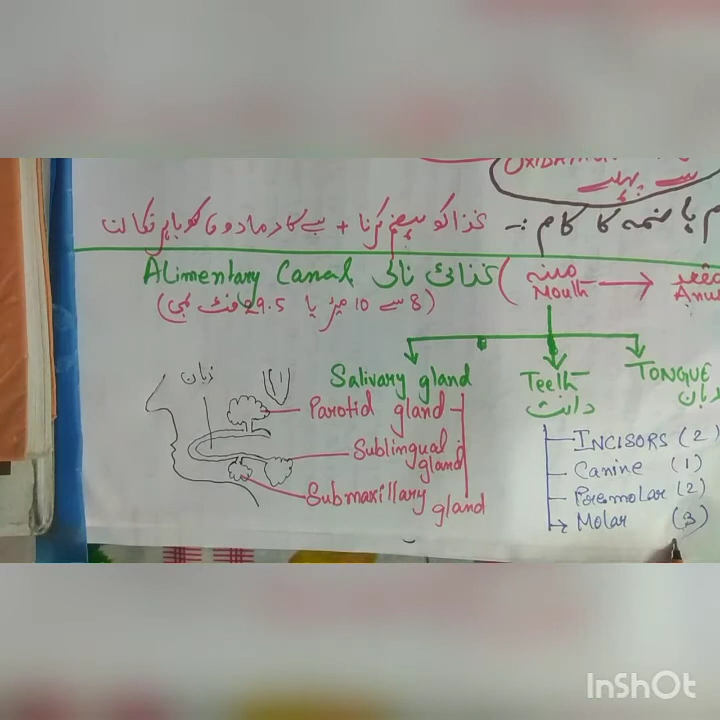 سے پہلے
غذا کو ہضم کرنا + بے کار مادوں کو باہر نکالنا :- م ہاضمہ کا کام
Alimentary Canal غذائی نالی ( منہ Mouth → مقعد Anus
(8 سے 10 میٹر یا 29.5 فٹ لمبی)
Salivary gland
Teeth
دانت
TONGUE
زبان
زبان
Parotid gland
Sublingual gland
Submaxillary gland
INCISORS (2)
Canine (1)
Premolar (2)
Molar (3)
InShOt